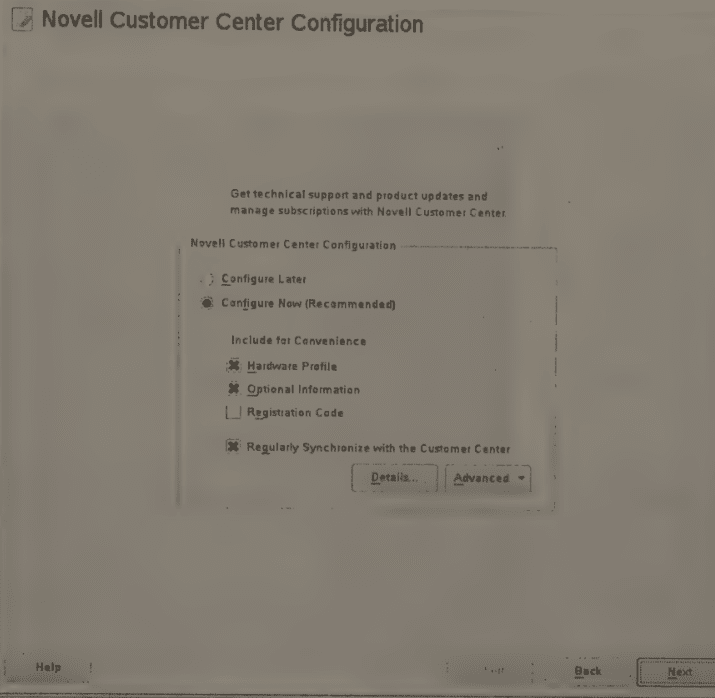 Novell Customer Center Configuration
Get technical support and product updates and
manage subscriptions with Novell Customer Center
Novell Customer Center Configuration
Configure Later
Configure Now (Recommended)
Include for Convenience
Hardware Profile
Optional Information
Registration Code
Regularly Synchronize with the Customer Center
Details...
Advanced
Help
Back
Next